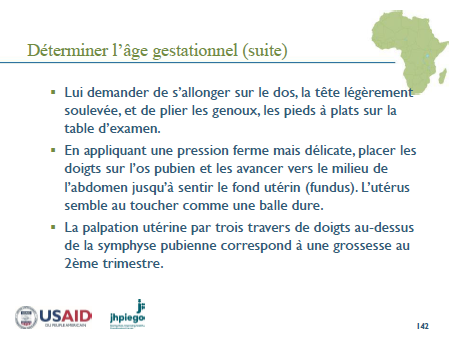 Déterminer l’âge gestationnel (suite)
▪ Lui demander de s’allonger sur le dos, la tête légèrement
soulevée, et de plier les genoux, les pieds à plats sur la
table d’examen.
▪ En appliquant une pression ferme mais délicate, placer les
doigts sur l’os pubien et les avancer vers le milieu de
l’abdomen jusqu’à sentir le fond utérin (fundus). L’utérus
semble au toucher comme une balle dure.
▪ La palpation utérine par trois travers de doigts au-dessus
de la symphyse pubienne correspond à une grossesse au
2ème trimestre.
USAID
jhpiego
142